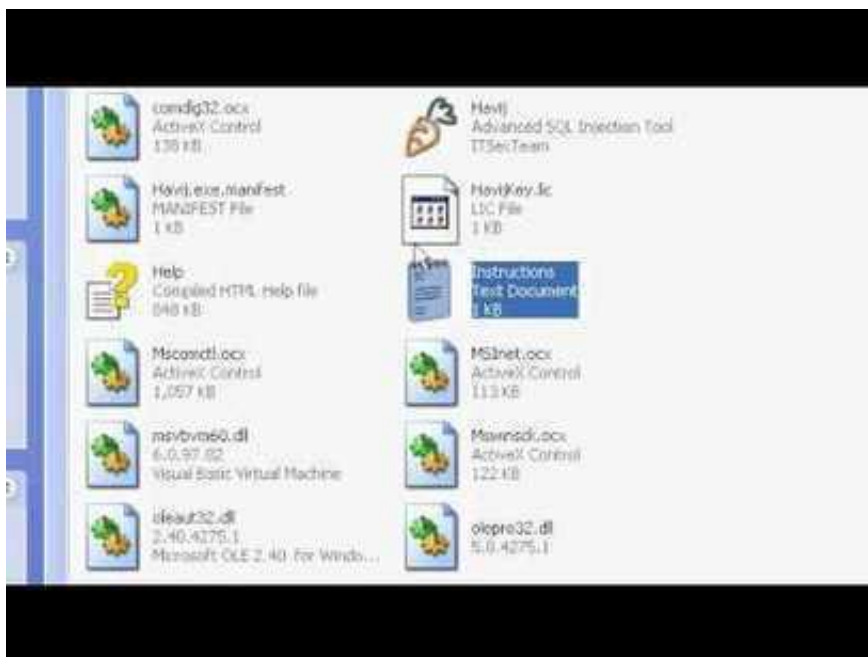 comdlg32.ocx
ActiveX Control
138 KB
Havij
Advanced SQL Injection Tool
ITSecTeam
Havij.exe.manifest
MANIFEST File
1 KB
HavijKey.lic
LIC File
1 KB
Help
Compiled HTML Help file
848 KB
Instructions
Text Document
1 KB
Mscomctl.ocx
ActiveX Control
1,057 KB
MSInet.ocx
ActiveX Control
113 KB
msvbvm60.dll
6.0.97.82
Visual Basic Virtual Machine
Mswnsck.ocx
ActiveX Control
122 KB
oleaut32.dll
2.40.4275.1
Microsoft OLE 2.40 for Windo...
olepro32.dll
5.0.4275.1